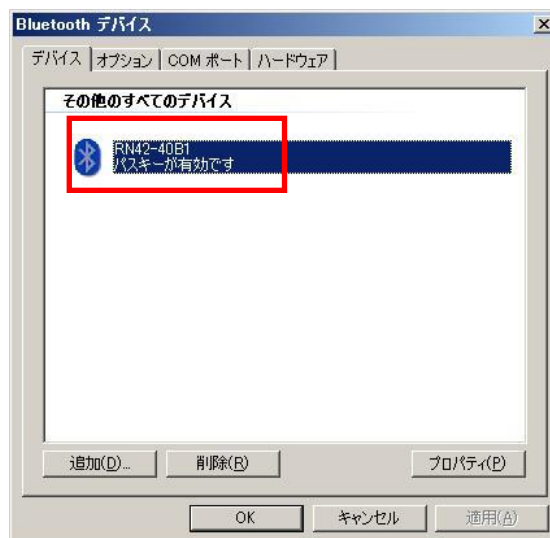 Bluetooth デバイス
デバイス オプション COM ポート ハードウェア
その他のすべてのデバイス
RN42-40B1
パスキーが有効です
追加(D)... 削除(R) プロパティ(P)
OK キャンセル 適用(A)